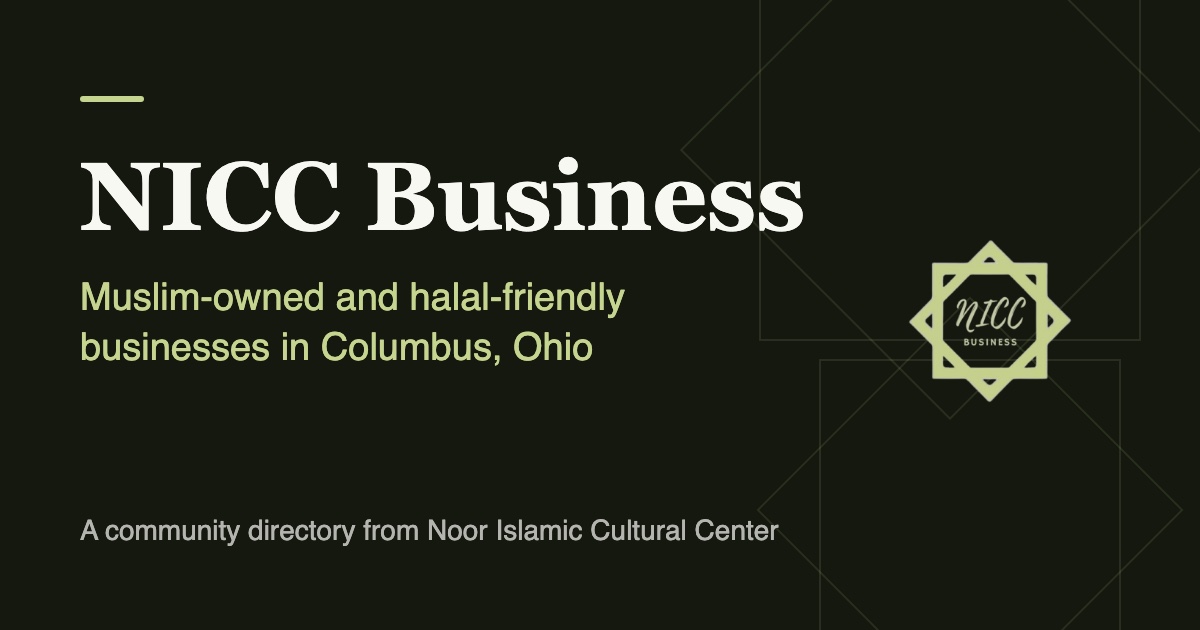 NICC Business
Muslim-owned and halal-friendly
businesses in Columbus, Ohio
NICC
BUSINESS
A community directory from Noor Islamic Cultural Center